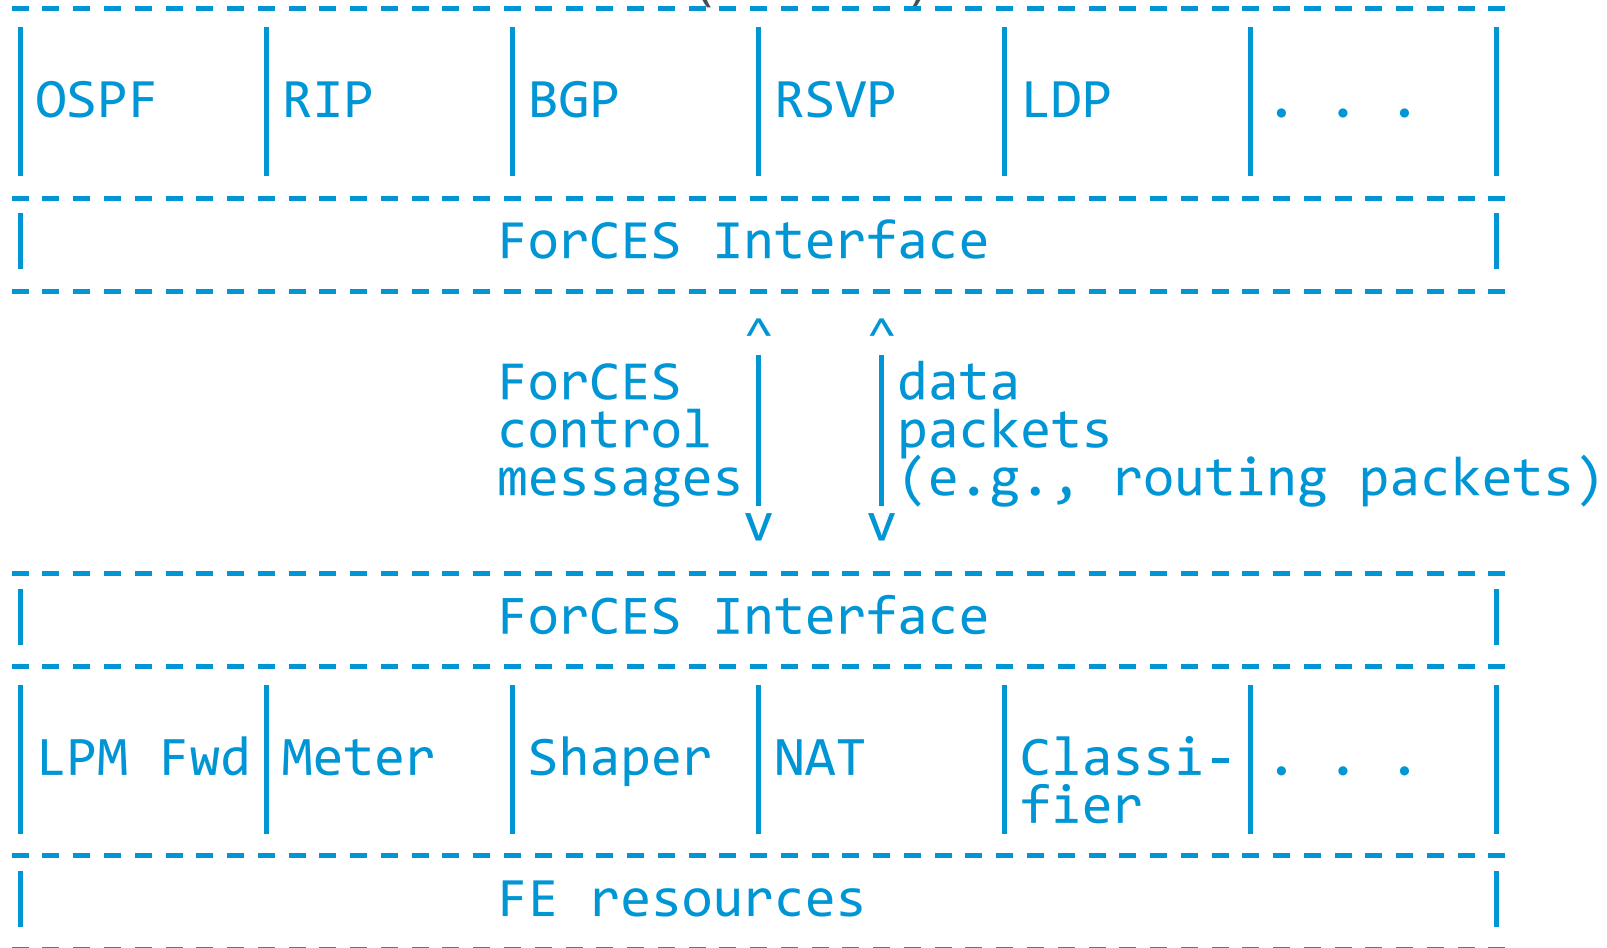 OSPF RIP BGP RSVP LDP . . .
ForCES Interface
ForCES data
control packets
messages (e.g., routing packets)
ForCES Interface
LPM Fwd Meter Shaper NAT Classi- . . .
fier
FE resources